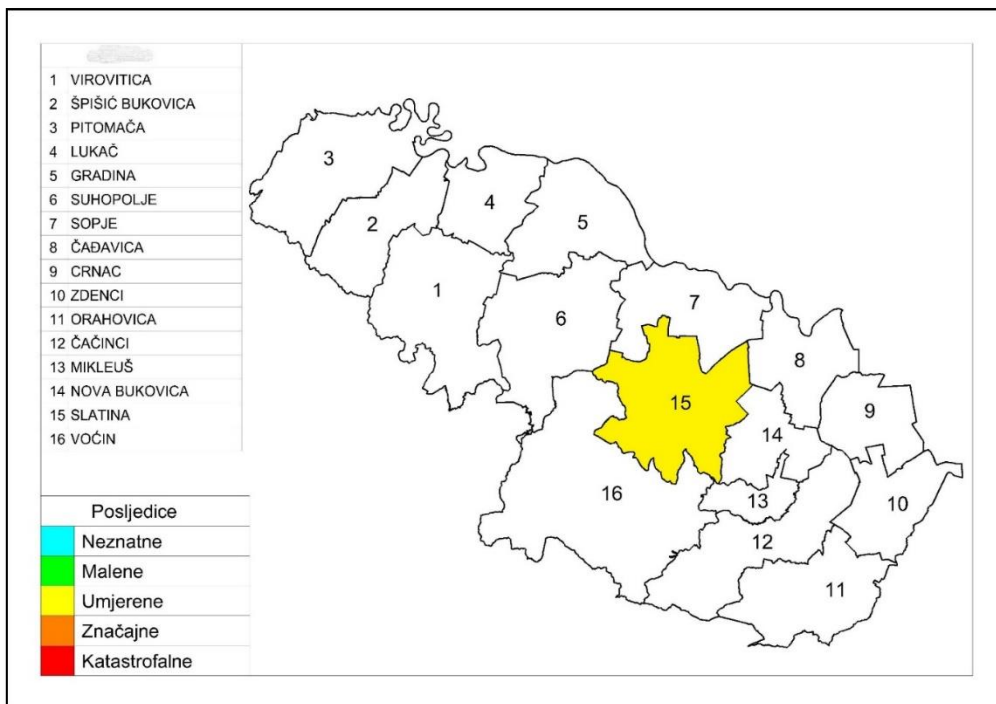 1 VIROVITICA
2 ŠPIŠIĆ BUKOVICA
3 PITOMAČA
4 LUKAČ
5 GRADINA
6 SUHOPOLJE
7 SOPJE
8 ČAĐAVICA
9 CRNAC
10 ZDENCI
11 ORAHOVICA
12 ČAČINCI
13 MIKLEUŠ
14 NOVA BUKOVICA
15 SLATINA
16 VOĆIN
Posljedice
Neznatne
Malene
Umjerene
Značajne
Katastrofalne
3
2
4
5
1
6
7
8
15
9
14
16
13
10
12
11